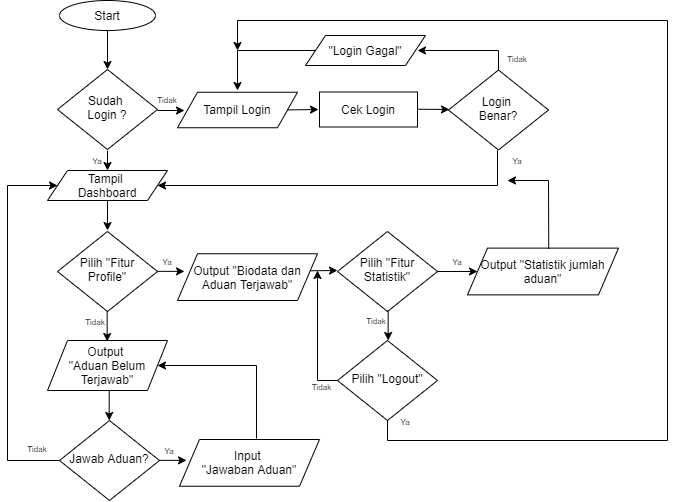 Start
Sudah
Login ?
Tidak
Tampil Login
Cek Login
Login
Benar?
Tidak
"Login Gagal"
Ya
Ya
Tampil
Dashboard
Pilih "Fitur
Profile"
Ya
Output "Biodata dan
Aduan Terjawab"
Pilih "Fitur
Statistik"
Ya
Output "Statistik jumlah
aduan"
Tidak
Tidak
Output
"Aduan Belum
Terjawab"
Pilih "Logout"
Tidak
Ya
Jawab Aduan?
Tidak
Ya
Input
"Jawaban Aduan"